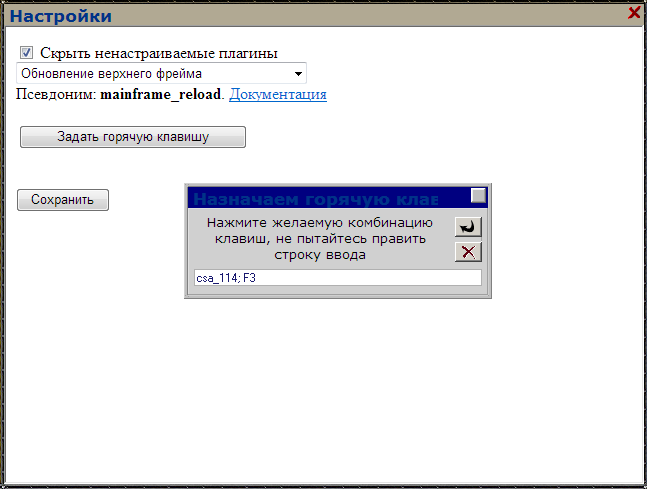 Настройки
Скрыть ненастраиваемые плагины
Обновление верхнего фрейма
Псевдоним: mainframe_reload. Документация
Задать горячую клавишу
Сохранить
Назначаем горячую клав
Нажмите желаемую комбинацию
клавиш, не пытайтесь править
строку ввода
csa_114; F3